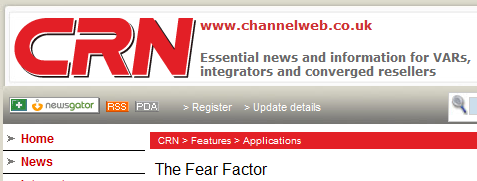 CRN
www.channelweb.co.uk
Essential news and information for VARs,
integrators and converged resellers
newsgator RSS PDA > Register > Update details
Home
News
CRN > Features > Applications
The Fear Factor